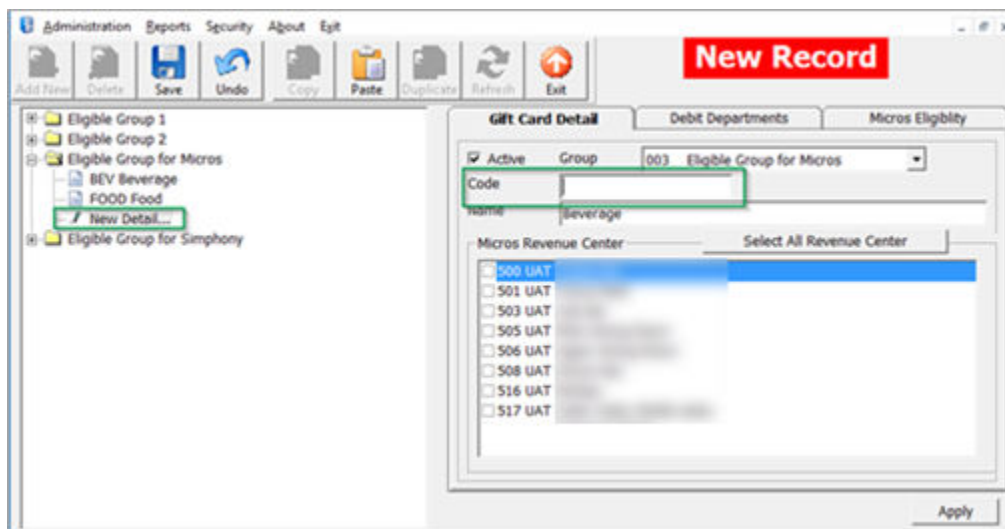 Administration Reports Security About Exit
Add New Delete Save Undo Copy Paste Duplicate Refresh Exit
New Record
Eligible Group 1
Eligible Group 2
Eligible Group for Micros
BEV Beverage
FOOD Food
New Detail...
Eligible Group for Simphony
Gift Card Detail Debit Departments Micros Eligiblity
Active Group 003 Eligible Group for Micros
Code
Name Beverage
Micros Revenue Center Select All Revenue Center
500 UAT
501 UAT
503 UAT
505 UAT
506 UAT
508 UAT
516 UAT
517 UAT
Apply